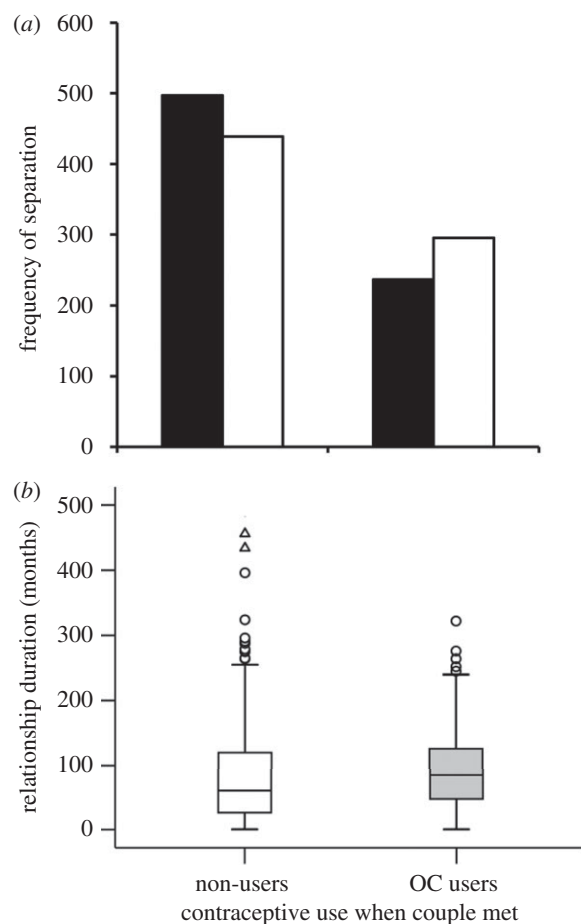 (a)
600
500
400
300
200
100
0
frequency of separation
(b)
500
400
300
200
100
0
relationship duration (months)
non-users OC users
contraceptive use when couple met